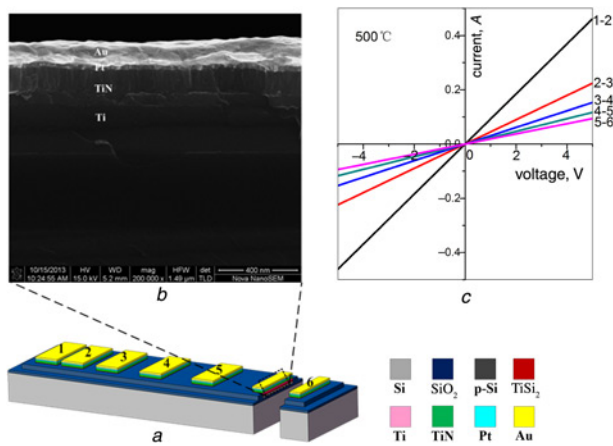 Au
Pt
TiN
Ti
10/15/2013 HV WD mag HFW det 400 nm
10:24:55 AM 15.0 kV 5.2 mm 200 000 x 1.49 µm TLD Nova NanoSEM
b
500℃
current, A
voltage, V
0.4
0.2
0.0
−0.2
−0.4
−4 −2 0 2 4
1-2
2-3
3-4
4-5
5-6
c
1 2 3 4 5 6
a
Si SiO2 p-Si TiSi2
Ti TiN Pt Au